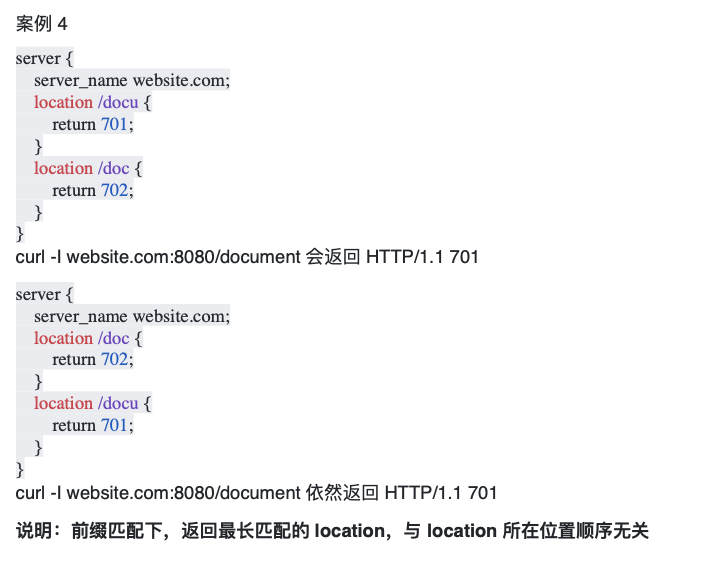 案例 4
server {
    server_name website.com;
    location /docu {
        return 701;
    }
    location /doc {
        return 702;
    }
}
curl -I website.com:8080/document 会返回 HTTP/1.1 701
server {
    server_name website.com;
    location /doc {
        return 702;
    }
    location /docu {
        return 701;
    }
}
curl -I website.com:8080/document 依然返回 HTTP/1.1 701
说明：前缀匹配下，返回最长匹配的 location，与 location 所在位置顺序无关